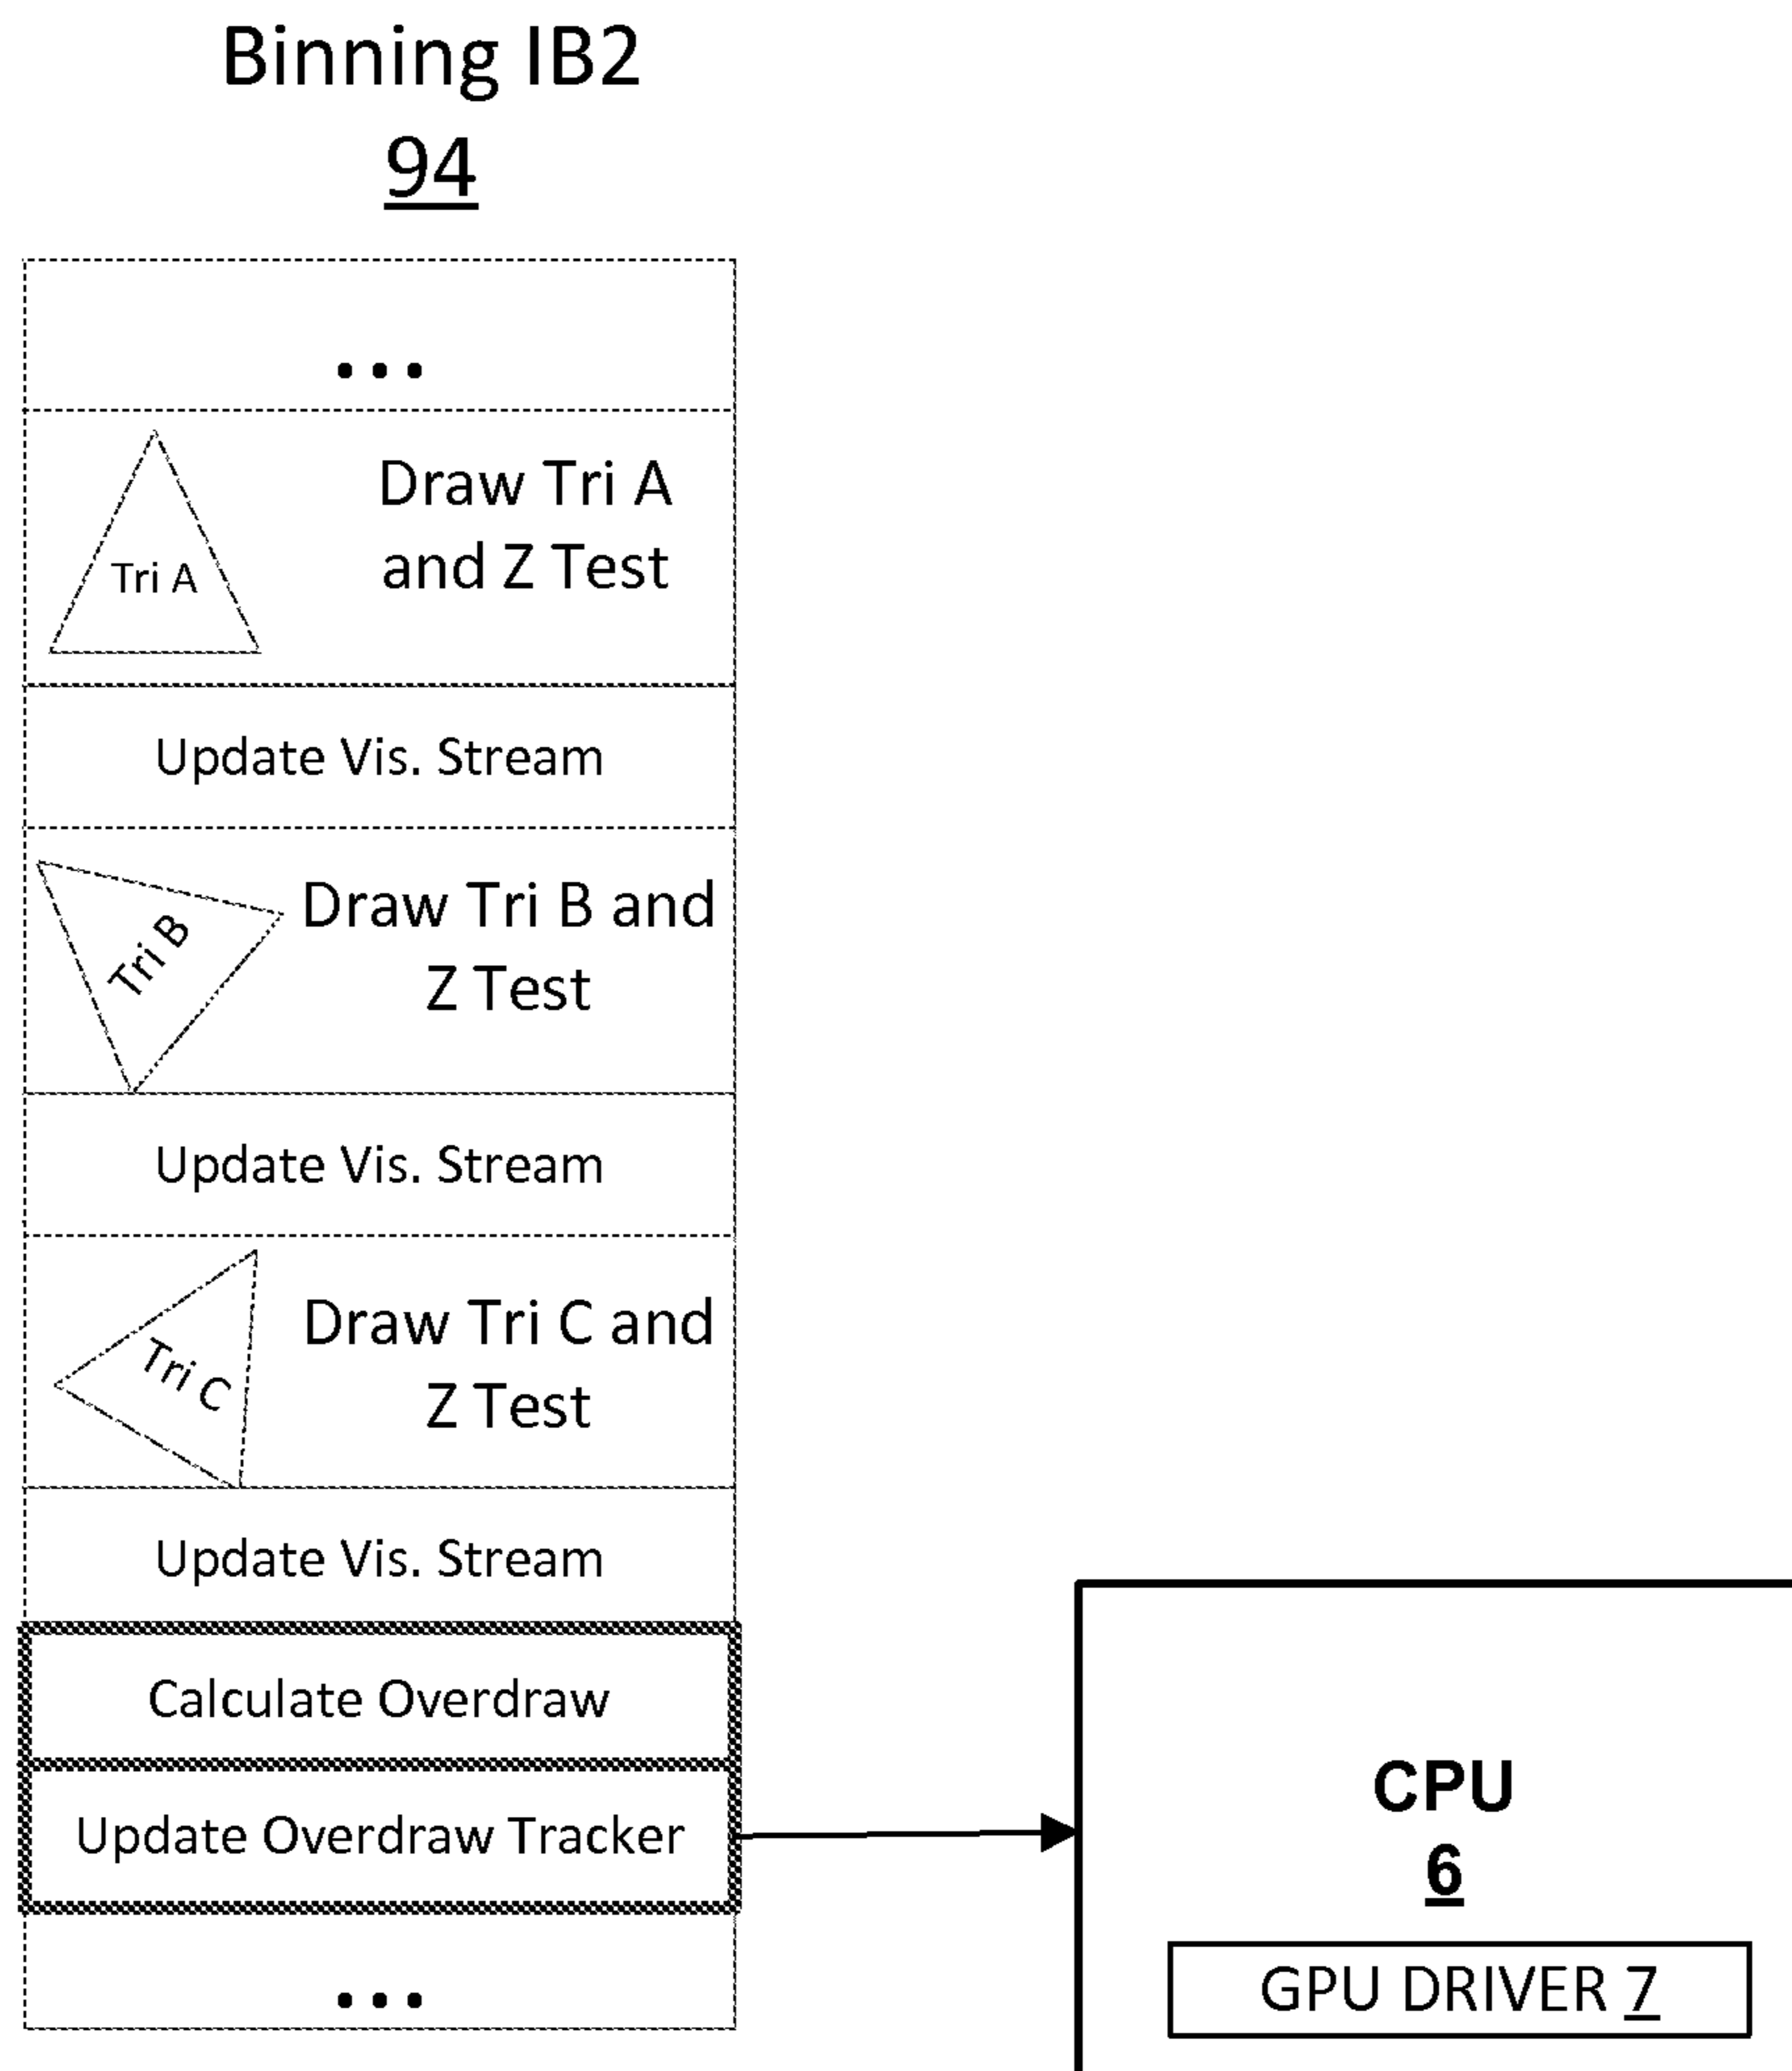 Binning IB2
94
...
Tri A
Draw Tri A
and Z Test
Update Vis. Stream
Tri B
Draw Tri B and
Z Test
Update Vis. Stream
Tri C
Draw Tri C and
Z Test
Update Vis. Stream
Calculate Overdraw
Update Overdraw Tracker
...
CPU
6
GPU DRIVER 7